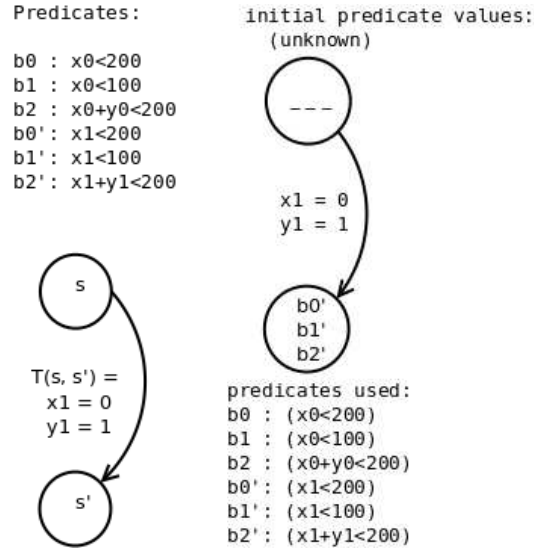 Predicates:
b0 : x0<200
b1 : x0<100
b2 : x0+y0<200
b0': x1<200
b1': x1<100
b2': x1+y1<200
initial predicate values:
(unknown)
___
x1 = 0
y1 = 1
b0'
b1'
b2'
s
T(s, s') =
x1 = 0
y1 = 1
s'
predicates used:
b0 : (x0<200)
b1 : (x0<100)
b2 : (x0+y0<200)
b0': (x1<200)
b1': (x1<100)
b2': (x1+y1<200)